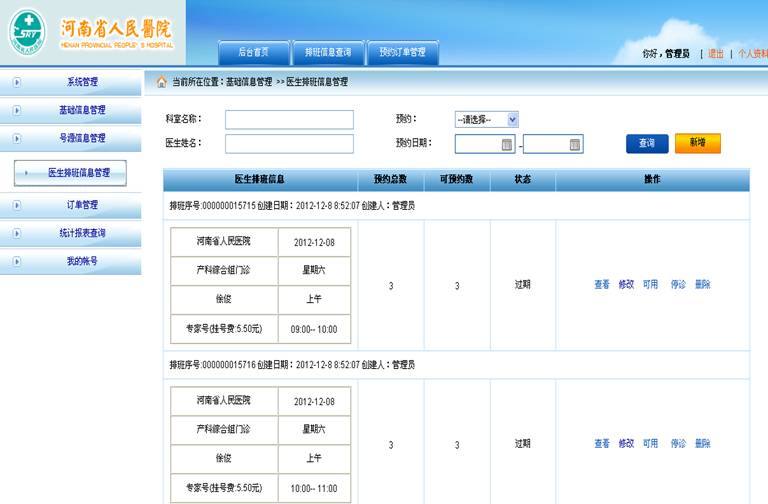 河南省人民醫院
HENAN PROVINCIAL PEOPLE'S HOSPITAL
后台首页 排班信息查询 预约订单管理
你好，管理员 [ 退出 | 个人资料
系统管理
基础信息管理
号源信息管理
医生排班信息管理
订单管理
统计报表查询
我的帐号
当前所在位置：基础信息管理 >> 医生排班信息管理
科室名称： 预约： --请选择--
医生姓名： 预约日期： - 查询 新增
医生排班信息 预约总数 可预约数 状态 操作
排班序号:000000015715 创建日期：2012-12-8 8:52:07 创建人：管理员
河南省人民医院 2012-12-08
产科综合组门诊 星期六
徐俊 上午
专家号(挂号费:5.50元) 09:00-- 10:00
3 3 过期 查看 修改 可用 停诊 删除
排班序号:000000015716 创建日期：2012-12-8 8:52:07 创建人：管理员
河南省人民医院 2012-12-08
产科综合组门诊 星期六
徐俊 上午
专家号(挂号费:5.50元) 10:00-- 11:00
3 3 过期 查看 修改 可用 停诊 删除